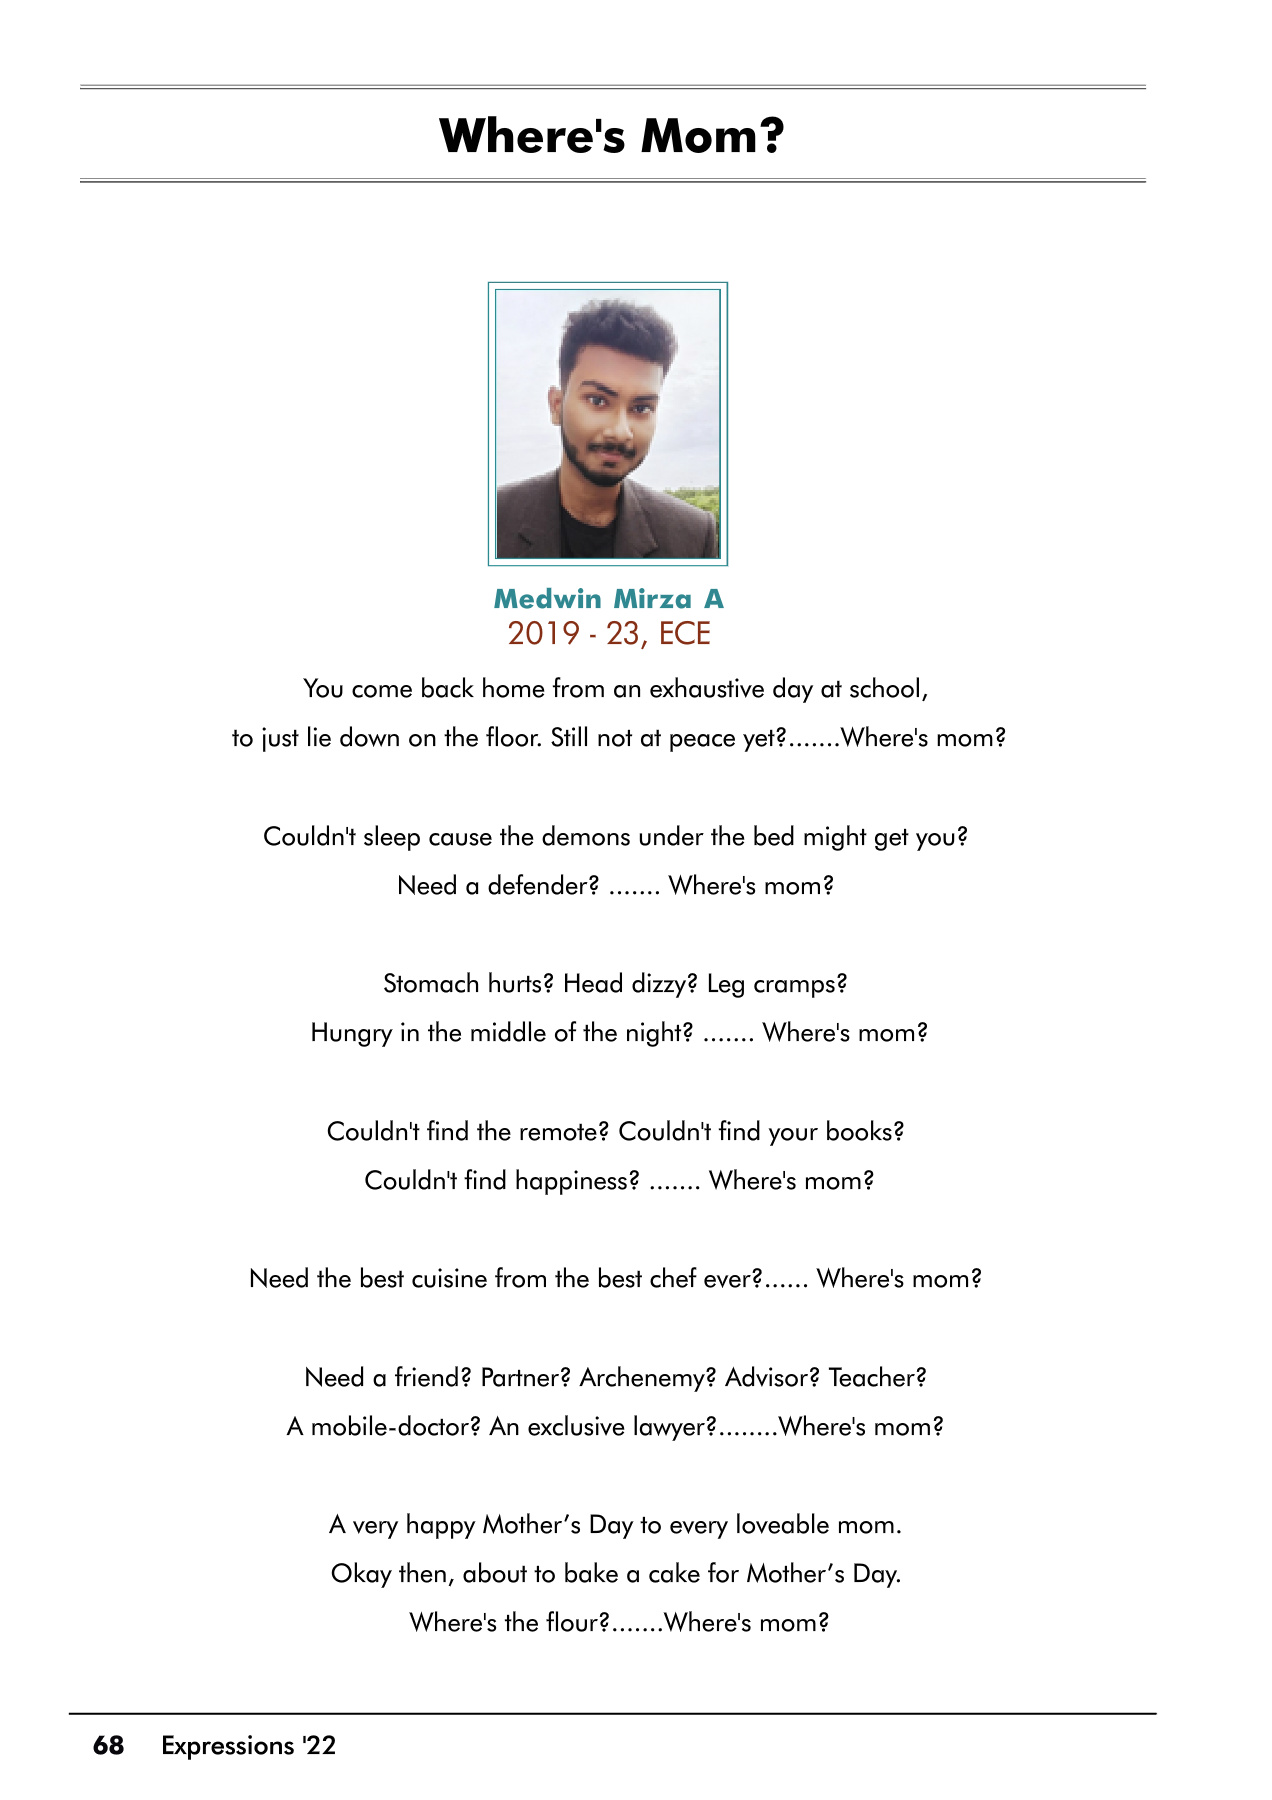 Where's Mom?
Medwin Mirza A
2019 - 23, ECE
You come back home from an exhaustive day at school,
to just lie down on the floor. Still not at peace yet?.......Where's mom?
Couldn't sleep cause the demons under the bed might get you?
Need a defender? ....... Where's mom?
Stomach hurts? Head dizzy? Leg cramps?
Hungry in the middle of the night? ....... Where's mom?
Couldn't find the remote? Couldn't find your books?
Couldn't find happiness? ....... Where's mom?
Need the best cuisine from the best chef ever?...... Where's mom?
Need a friend? Partner? Archenemy? Advisor? Teacher?
A mobile-doctor? An exclusive lawyer?........Where's mom?
A very happy Mother’s Day to every loveable mom.
Okay then, about to bake a cake for Mother’s Day.
Where's the flour?.......Where's mom?
68 Expressions '22